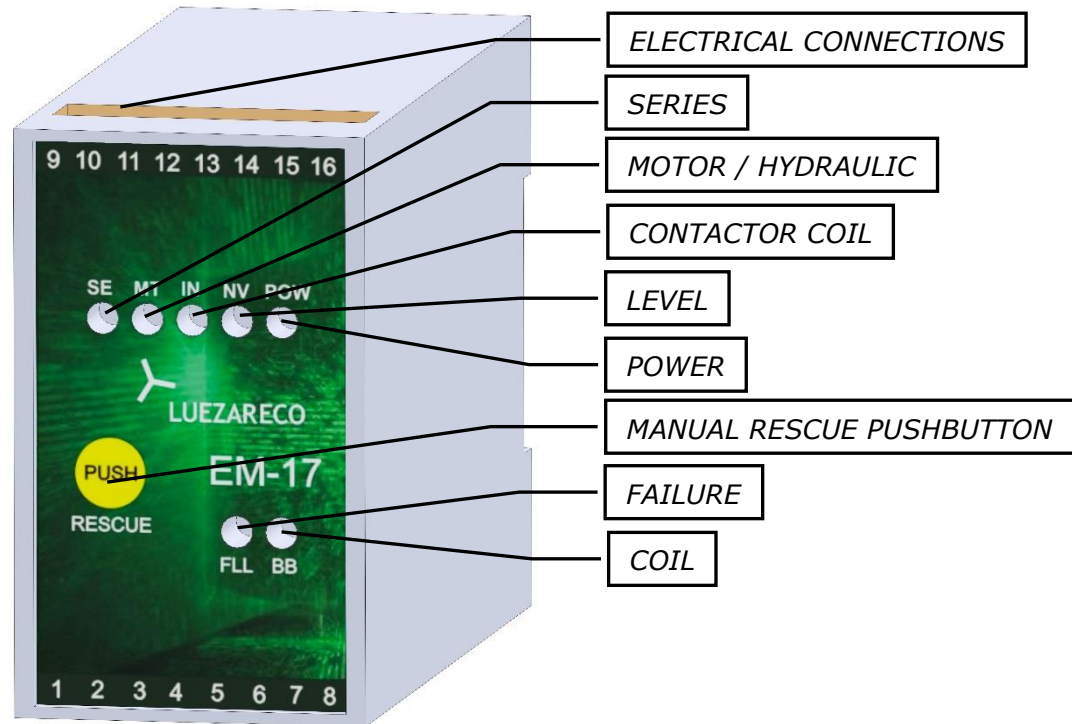 ELECTRICAL CONNECTIONS
SERIES
MOTOR / HYDRAULIC
CONTACTOR COIL
LEVEL
POWER
MANUAL RESCUE PUSHBUTTON
FAILURE
COIL
9 10 11 12 13 14 15 16
SE MT IN NV POW
LUEZARECO
PUSH
EM-17
RESCUE
FLL BB
1 2 3 4 5 6 7 8